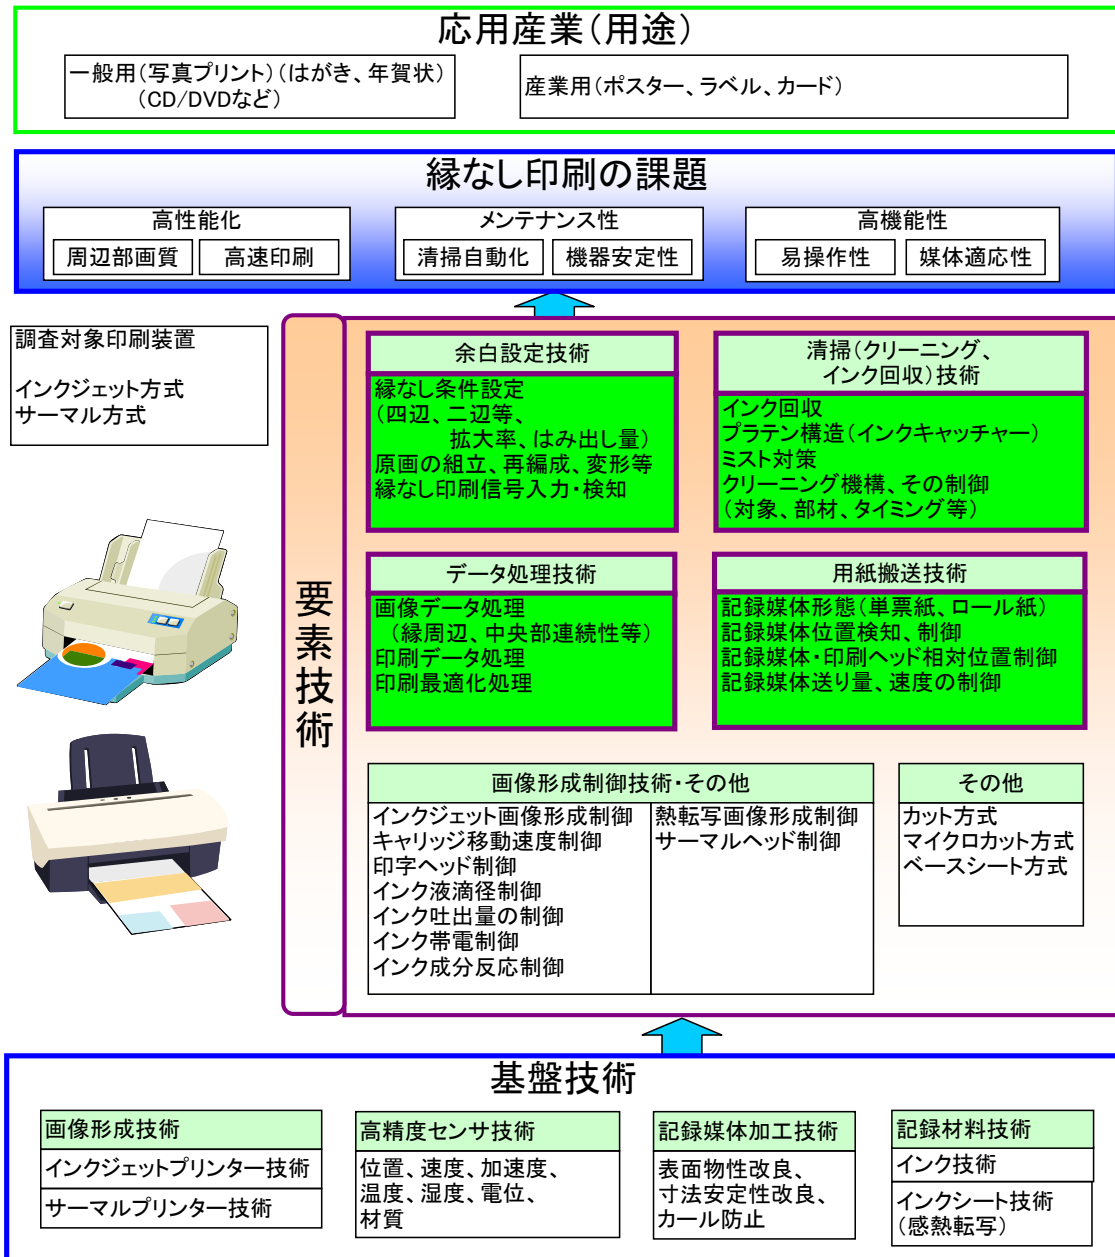 応用産業(用途)
一般用(写真プリント)(はがき、年賀状)
(CD/DVDなど)
産業用(ポスター、ラベル、カード)
縁なし印刷の課題
高性能化
周辺部画質
高速印刷
メンテナンス性
清掃自動化
機器安定性
高機能性
易操作性
媒体適応性
調査対象印刷装置
インクジェット方式
サーマル方式
要素技術
余白設定技術
縁なし条件設定
(四辺、二辺等、
拡大率、はみ出し量)
原画の組立、再編成、変形等
縁なし印刷信号入力・検知
清掃(クリーニング、
インク回収)技術
インク回収
プラテン構造(インクキャッチャー)
ミスト対策
クリーニング機構、その制御
(対象、部材、タイミング等)
データ処理技術
画像データ処理
(縁周辺、中央部連続性等)
印刷データ処理
印刷最適化処理
用紙搬送技術
記録媒体形態(単票紙、ロール紙)
記録媒体位置検知、制御
記録媒体・印刷ヘッド相対位置制御
記録媒体送り量、速度の制御
画像形成制御技術・その他
インクジェット画像形成制御
キャリッジ移動速度制御
印字ヘッド制御
インク液滴径制御
インク吐出量の制御
インク帯電制御
インク成分反応制御
熱転写画像形成制御
サーマルヘッド制御
その他
カット方式
マイクロカット方式
ベースシート方式
基盤技術
画像形成技術
インクジェットプリンター技術
サーマルプリンター技術
高精度センサ技術
位置、速度、加速度、
温度、湿度、電位、
材質
記録媒体加工技術
表面物性改良、
寸法安定性改良、
カール防止
記録材料技術
インク技術
インクシート技術
(感熱転写)